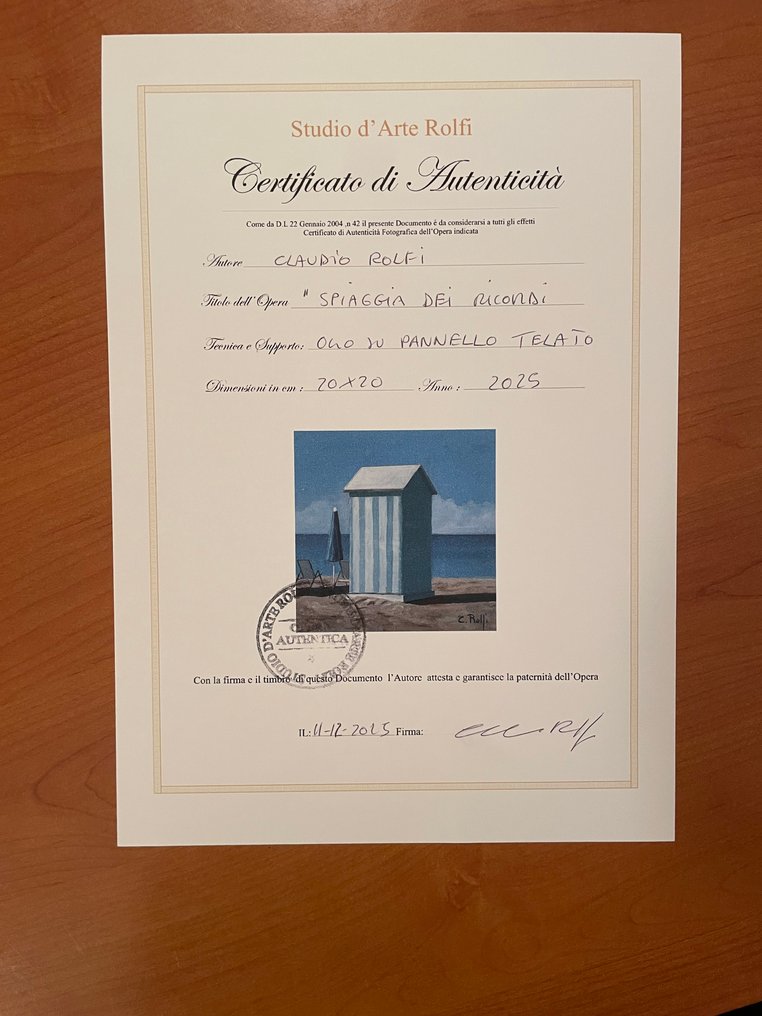 Studio d'Arte Rolfi
Certificato di Autenticità
Come da D.L 22 Gennaio 2004 ,n 42 il presente Documento è da considerarsi a tutti gli effetti
Certificato di Autenticità Fotografica dell'Opera indicata
Autore CLAUDIO ROLFI
Titolo dell'Opera " SPIAGGIA DEI RICORDI
Tecnica e Supporto: OLIO SU PANNELLO TELATO
Dimensioni in cm : 20X20 Anno : 2025
C. Rolfi
STUDIO D'ARTE ROLFI
AUTENTICA
Con la firma e il timbro di questo Documento l'Autore attesta e garantisce la paternità dell'Opera
IL: 11-12-2025 Firma: